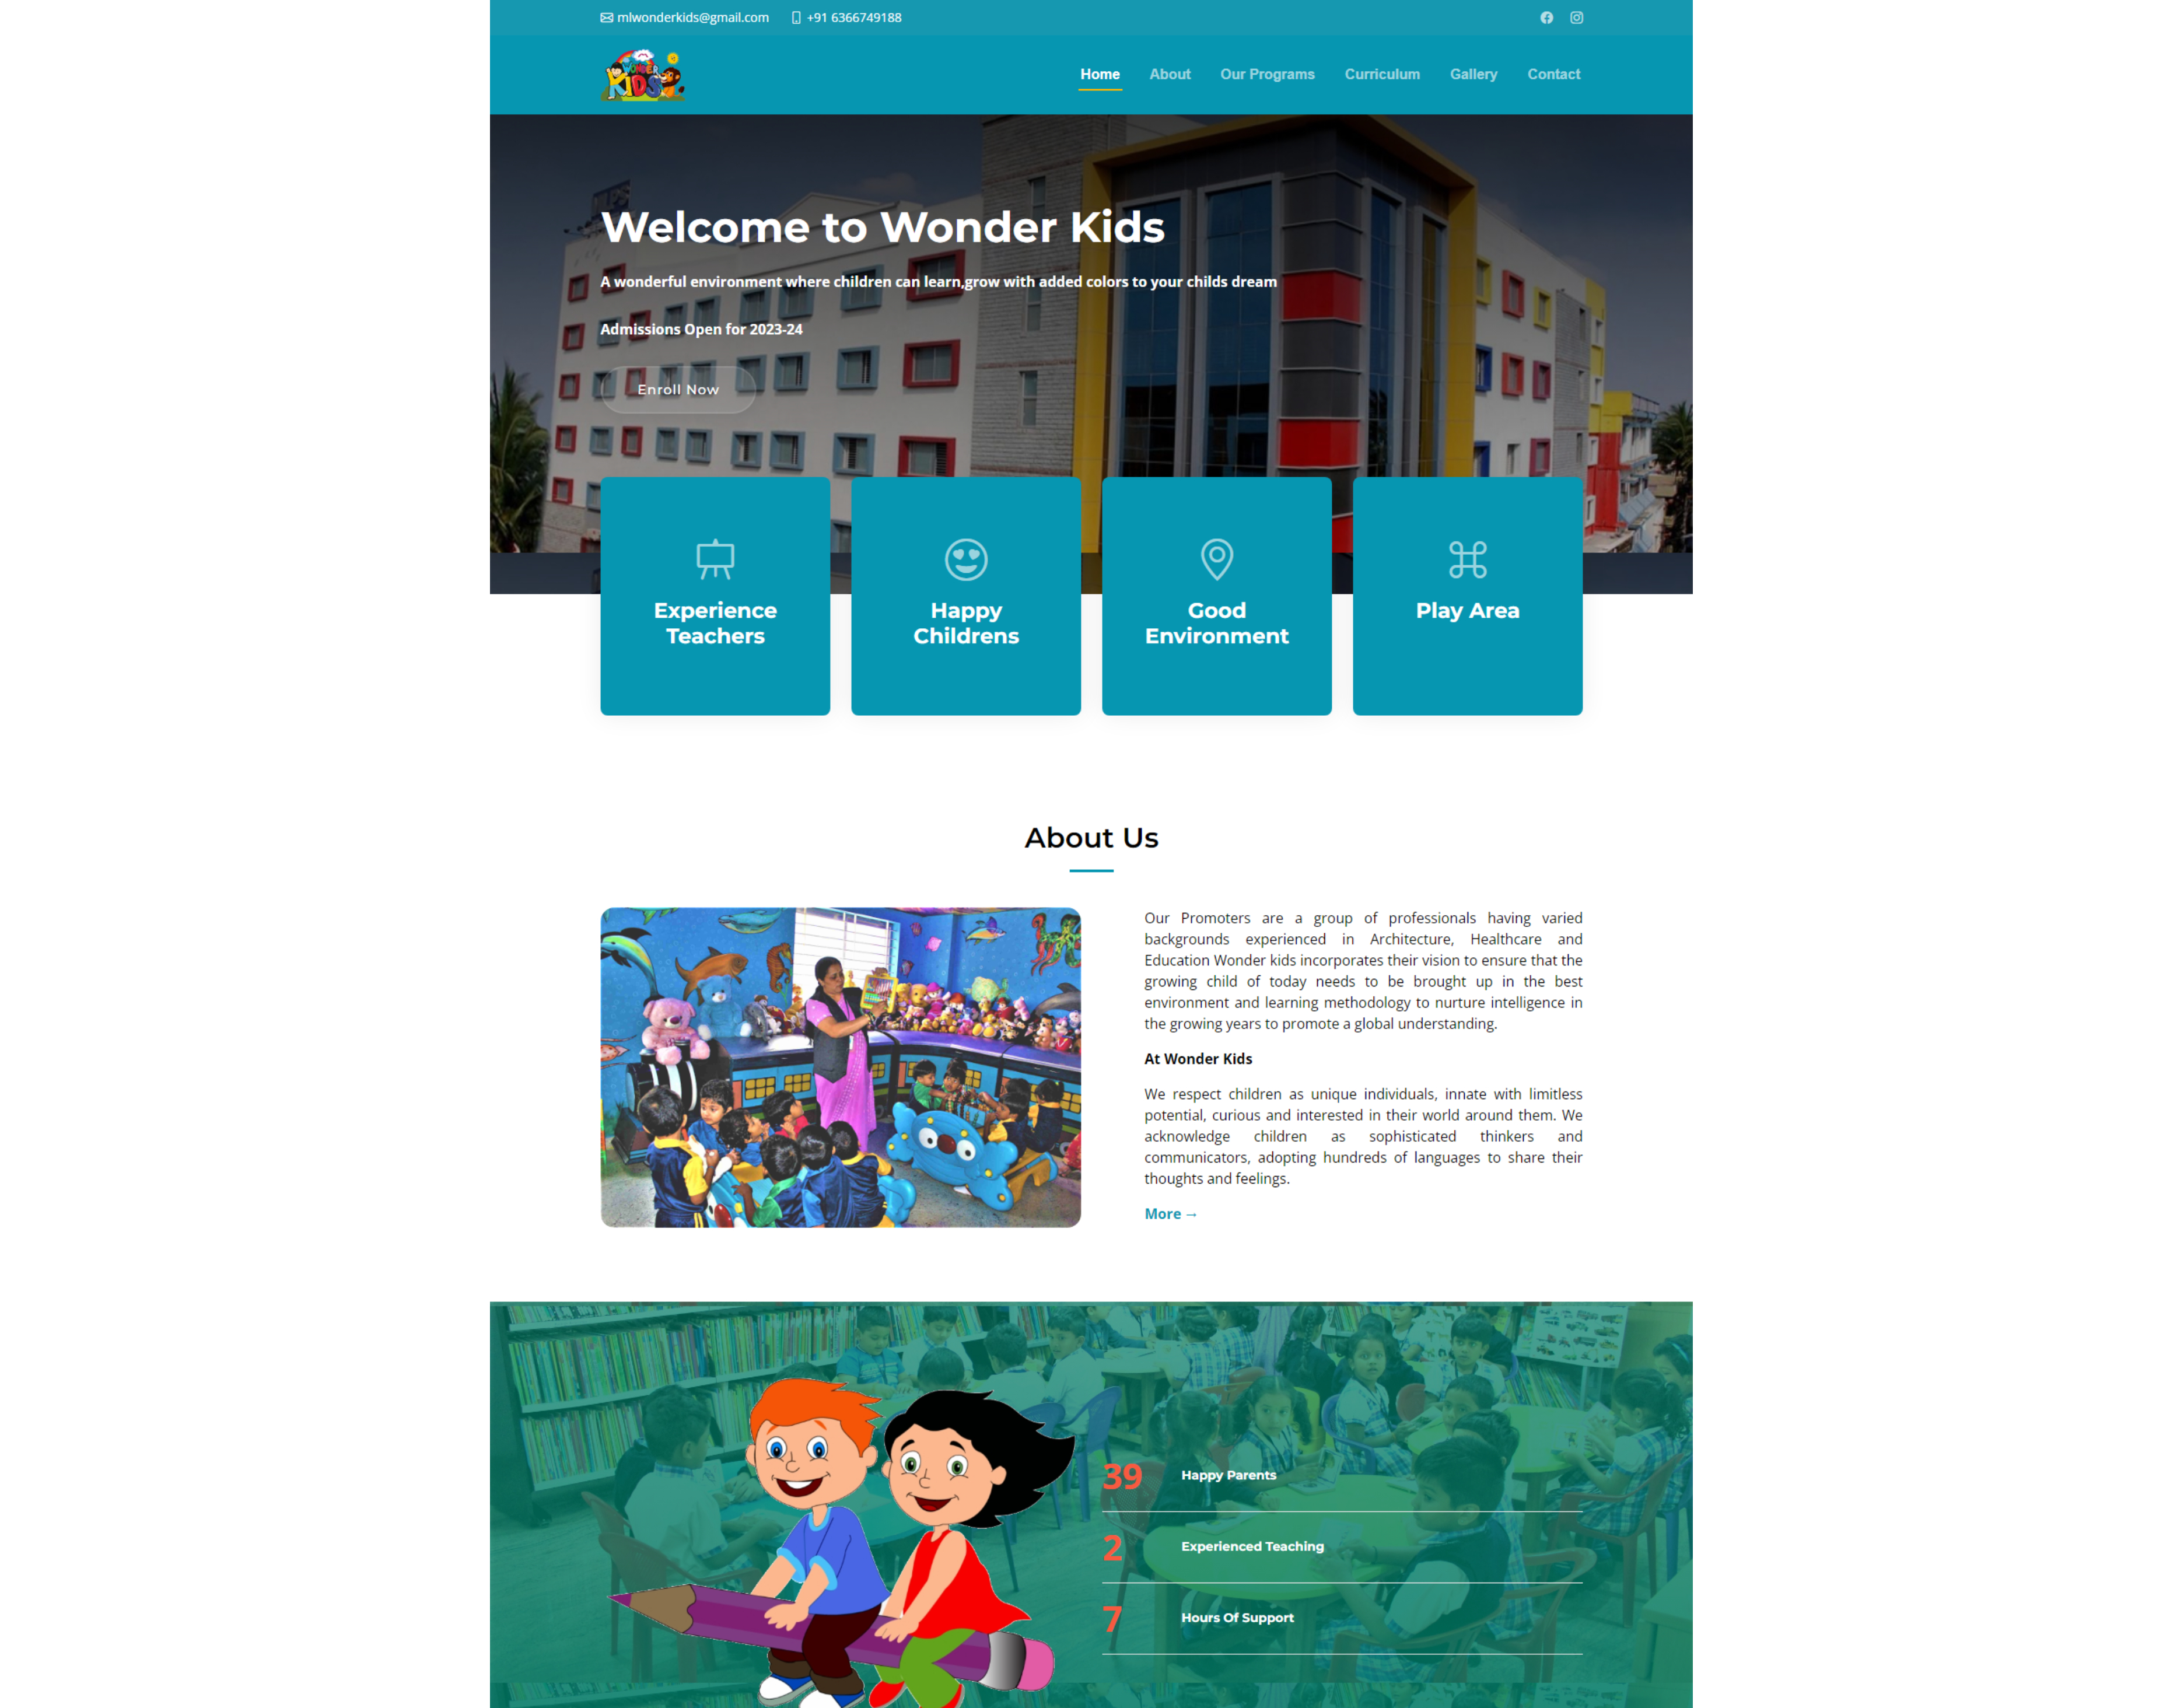 mlwonderkids@gmail.com +91 6366749188
WONDER
KIDS
Home About Our Programs Curriculum Gallery Contact
Welcome to Wonder Kids
A wonderful environment where children can learn,grow with added colors to your childs dream
Admissions Open for 2023-24
Enroll Now
Experience
Teachers
Happy
Childrens
Good
Environment
Play Area
About Us
Our Promoters are a group of professionals having varied
backgrounds experienced in Architecture, Healthcare and
Education Wonder kids incorporates their vision to ensure that the
growing child of today needs to be brought up in the best
environment and learning methodology to nurture intelligence in
the growing years to promote a global understanding.
At Wonder Kids
We respect children as unique individuals, innate with limitless
potential, curious and interested in their world around them. We
acknowledge children as sophisticated thinkers and
communicators, adopting hundreds of languages to share their
thoughts and feelings.
More →
39 Happy Parents
2 Experienced Teaching
7 Hours Of Support